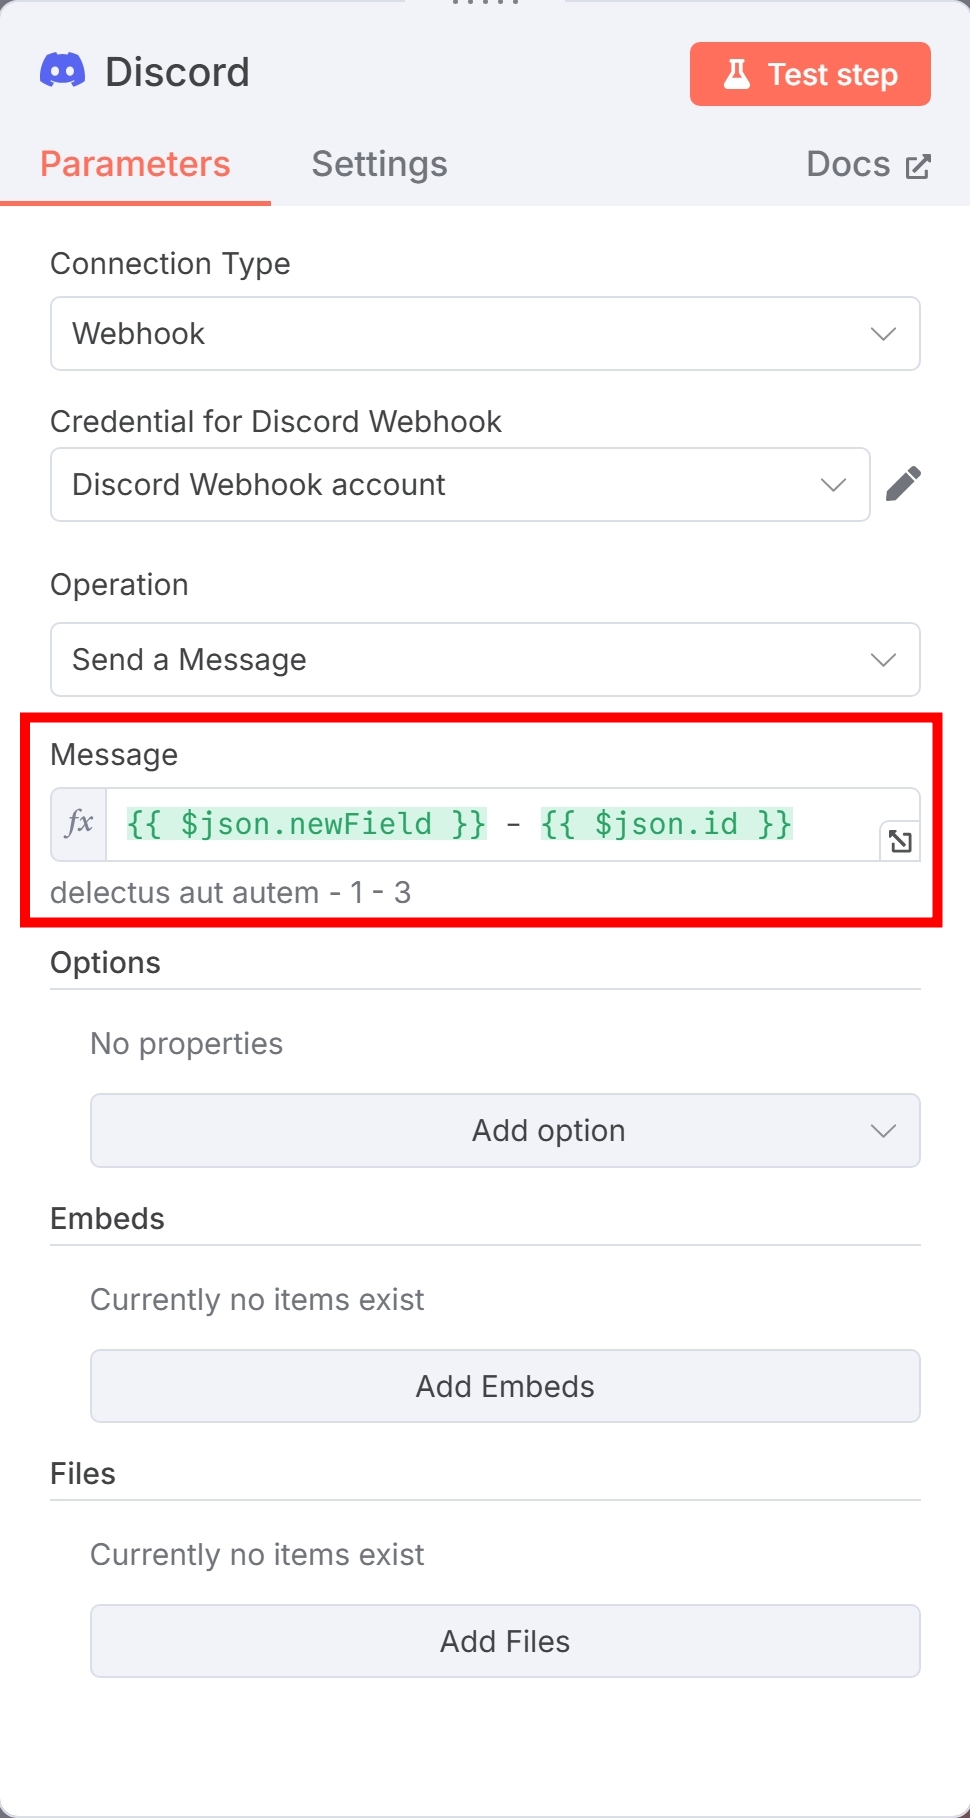 Discord
Test step
Parameters
Settings
Docs
Connection Type
Webhook
Credential for Discord Webhook
Discord Webhook account
Operation
Send a Message
Message
fx {{ $json.newField }} - {{ $json.id }}
delectus aut autem - 1 - 3
Options
No properties
Add option
Embeds
Currently no items exist
Add Embeds
Files
Currently no items exist
Add Files